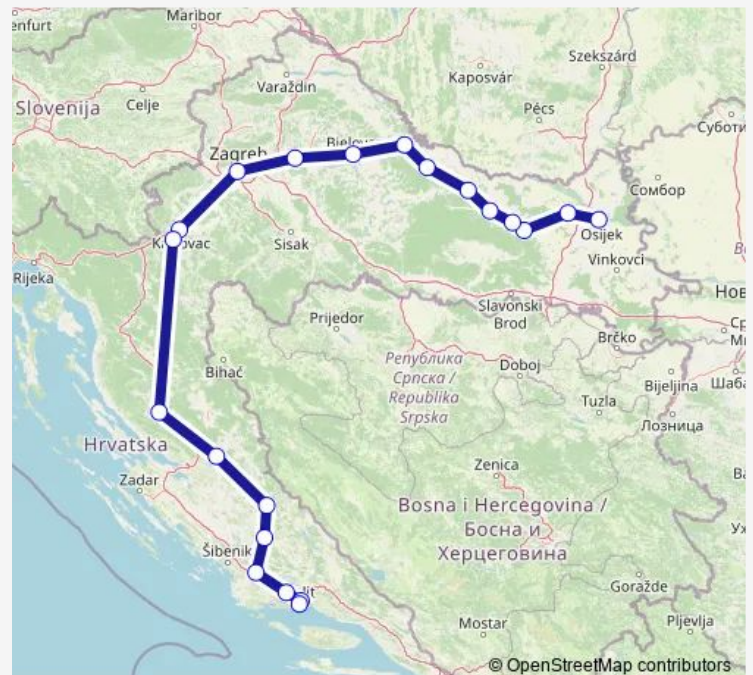 enfurt
Maribor
Szekszárd
Kaposvár
Slovenija
Celje
Varaždin
Pécs
Суботи
Zagreb
Сомбор
Osijek
Sisak
Vinkovci
Rijeka
Нов
Slavonski
Brod
Prijedor
Brčko
Ср
Bihać
Република
Српска /
Republika
Srpska
Doboj
Bijeljina
Шаба
Tuzla
Лозница
Hrvatska
Zadar
Zenica
Bosna i Hercegovina /
Босна и
Херцеговина
Šibenik
Goražde
Mostar
Pljevlja
© OpenStreetMap contributors